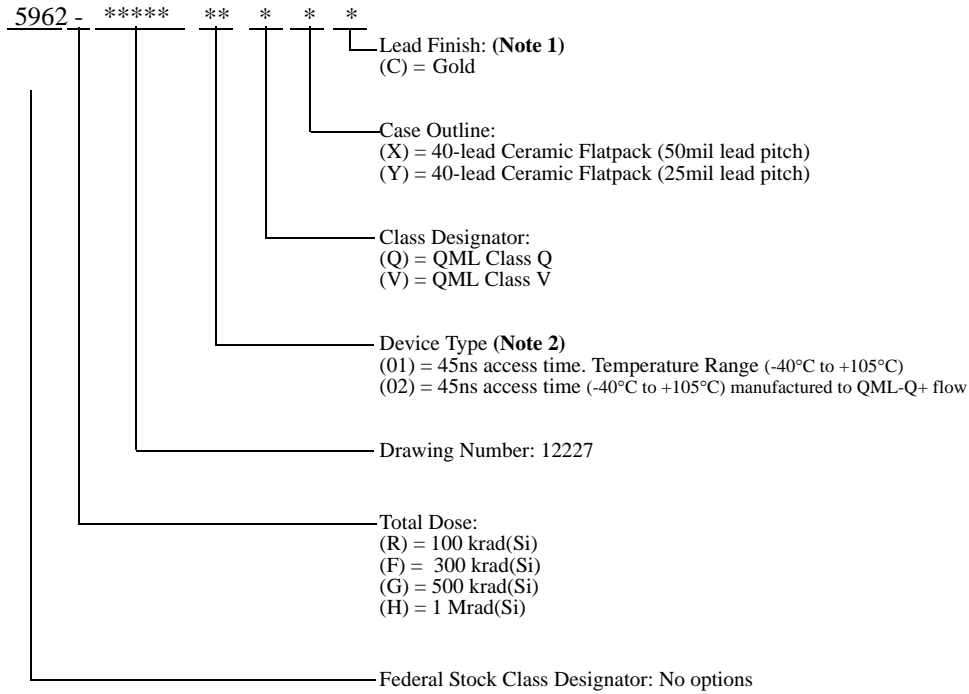 5962 - ***** ** * * *
Lead Finish: (Note 1)
(C) = Gold
Case Outline:
(X) = 40-lead Ceramic Flatpack (50mil lead pitch)
(Y) = 40-lead Ceramic Flatpack (25mil lead pitch)
Class Designator:
(Q) = QML Class Q
(V) = QML Class V
Device Type (Note 2)
(01) = 45ns access time. Temperature Range (-40°C to +105°C)
(02) = 45ns access time (-40°C to +105°C) manufactured to QML-Q+ flow
Drawing Number: 12227
Total Dose:
(R) = 100 krad(Si)
(F) = 300 krad(Si)
(G) = 500 krad(Si)
(H) = 1 Mrad(Si)
Federal Stock Class Designator: No options